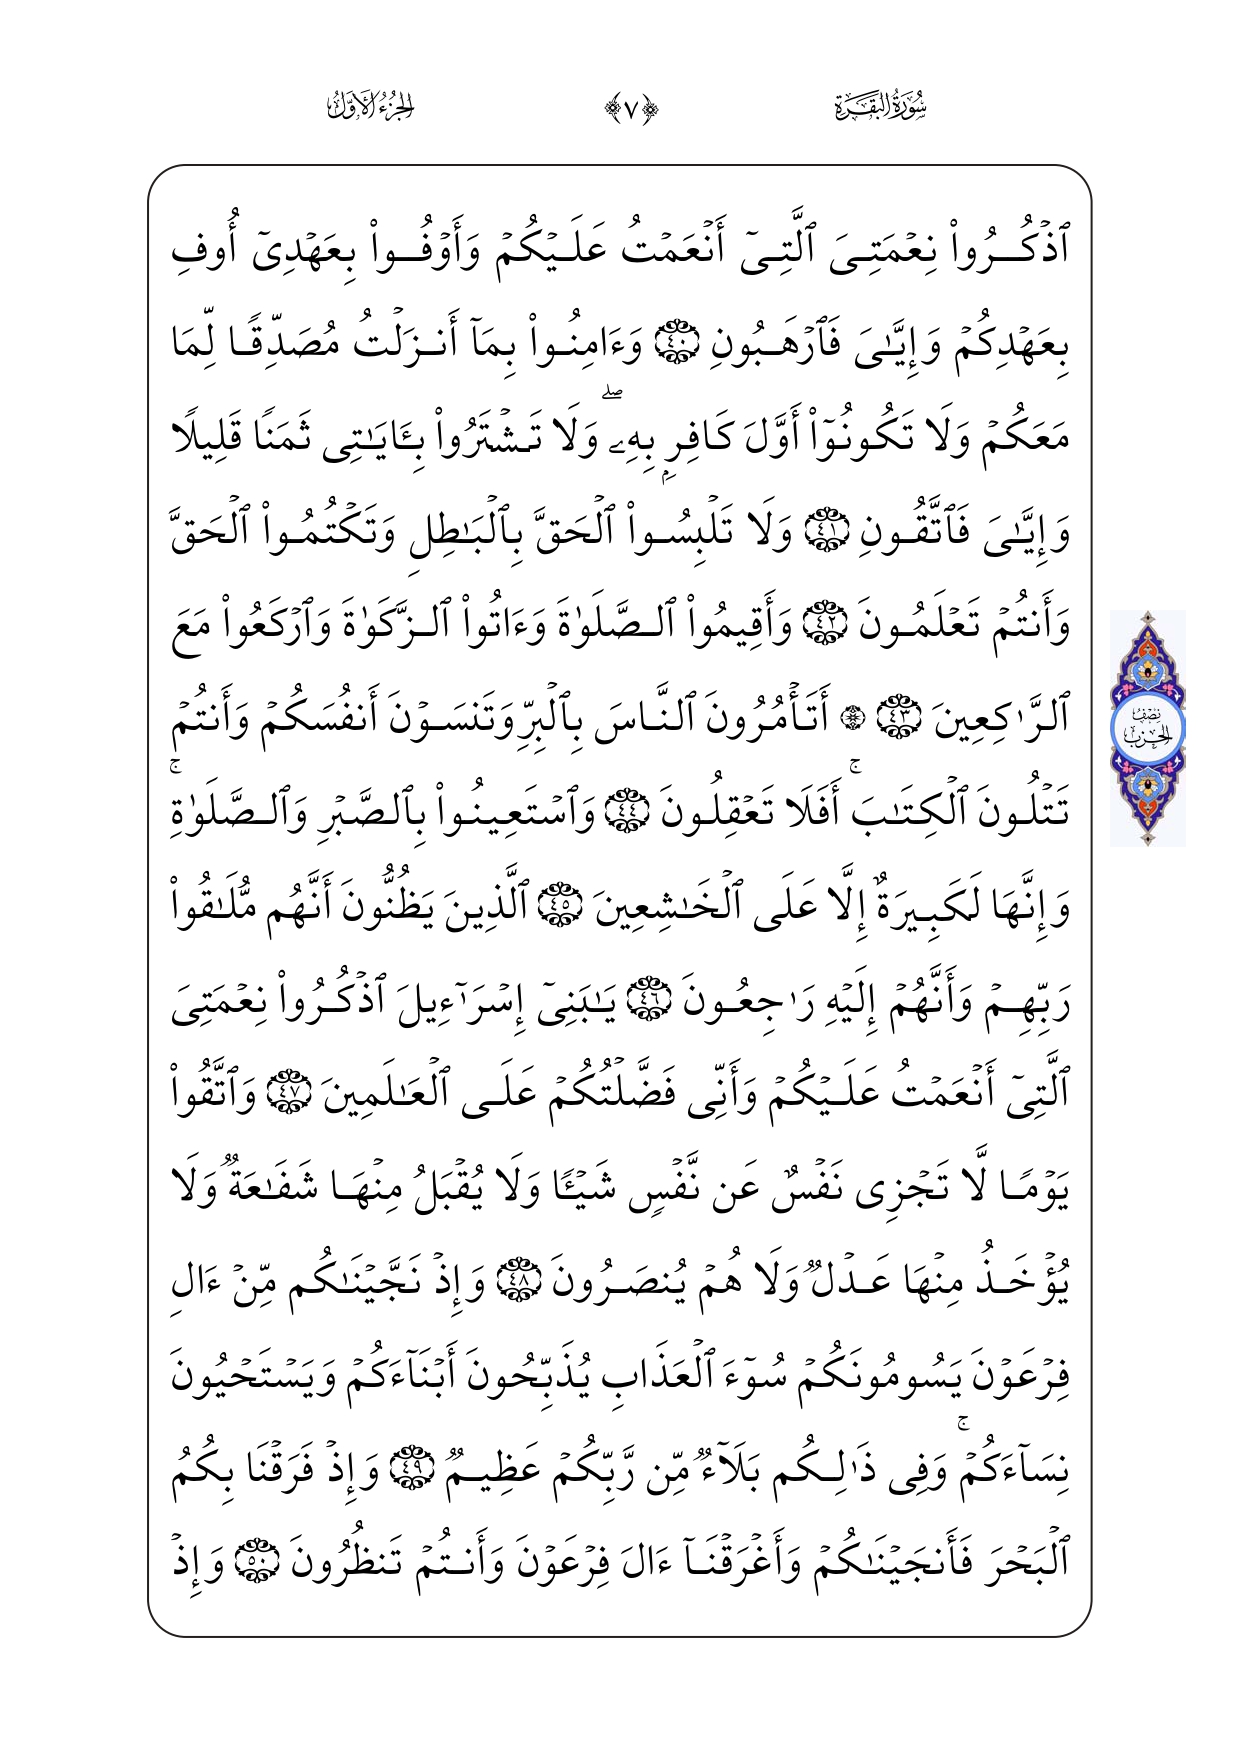 سُورَةُ البَقَرَةِ ﴿٧﴾ الجُزْءُ الأَوَّلُ
ٱذۡكُرُواْ نِعۡمَتِيَ ٱلَّتِيٓ أَنۡعَمۡتُ عَلَيۡكُمۡ وَأَوۡفُواْ بِعَهۡدِيٓ أُوفِ
بِعَهۡدِكُمۡ وَإِيَّٰيَ فَٱرۡهَبُونِ ٤٠ وَءَامِنُواْ بِمَآ أَنزَلۡتُ مُصَدِّقٗا لِّمَا
مَعَكُمۡ وَلَا تَكُونُوٓاْ أَوَّلَ كَافِرِۭ بِهِۦۖ وَلَا تَشۡتَرُواْ بِـَٔايَٰتِي ثَمَنٗا قَلِيلٗا
وَإِيَّٰيَ فَٱتَّقُونِ ٤١ وَلَا تَلۡبِسُواْ ٱلۡحَقَّ بِٱلۡبَٰطِلِ وَتَكۡتُمُواْ ٱلۡحَقَّ
وَأَنتُمۡ تَعۡلَمُونَ ٤٢ وَأَقِيمُواْ ٱلصَّلَوٰةَ وَءَاتُواْ ٱلزَّكَوٰةَ وَٱرۡكَعُواْ مَعَ
ٱلرَّٰكِعِينَ ٤٣ ۞ أَتَأۡمُرُونَ ٱلنَّاسَ بِٱلۡبِرِّ وَتَنسَوۡنَ أَنفُسَكُمۡ وَأَنتُمۡ
نِصْفُ الحِزْب
تَتۡلُونَ ٱلۡكِتَٰبَۚ أَفَلَا تَعۡقِلُونَ ٤٤ وَٱسۡتَعِينُواْ بِٱلصَّبۡرِ وَٱلصَّلَوٰةِۚ
وَإِنَّهَا لَكَبِيرَةٌ إِلَّا عَلَى ٱلۡخَٰشِعِينَ ٤٥ ٱلَّذِينَ يَظُنُّونَ أَنَّهُم مُّلَٰقُواْ
رَبِّهِمۡ وَأَنَّهُمۡ إِلَيۡهِ رَٰجِعُونَ ٤٦ يَٰبَنِيٓ إِسۡرَٰٓءِيلَ ٱذۡكُرُواْ نِعۡمَتِيَ
ٱلَّتِيٓ أَنۡعَمۡتُ عَلَيۡكُمۡ وَأَنِّي فَضَّلۡتُكُمۡ عَلَى ٱلۡعَٰلَمِينَ ٤٧ وَٱتَّقُواْ
يَوۡمٗا لَّا تَجۡزِي نَفۡسٌ عَن نَّفۡسٖ شَيۡـٔٗا وَلَا يُقۡبَلُ مِنۡهَا شَفَٰعَةٞ وَلَا
يُؤۡخَذُ مِنۡهَا عَدۡلٞ وَلَا هُمۡ يُنصَرُونَ ٤٨ وَإِذۡ نَجَّيۡنَٰكُم مِّنۡ ءَالِ
فِرۡعَوۡنَ يَسُومُونَكُمۡ سُوٓءَ ٱلۡعَذَابِ يُذَبِّحُونَ أَبۡنَآءَكُمۡ وَيَسۡتَحۡيُونَ
نِسَآءَكُمۡۚ وَفِي ذَٰلِكُم بَلَآءٞ مِّن رَّبِّكُمۡ عَظِيمٞ ٤٩ وَإِذۡ فَرَقۡنَا بِكُمُ
ٱلۡبَحۡرَ فَأَنجَيۡنَٰكُمۡ وَأَغۡرَقۡنَآ ءَالَ فِرۡعَوۡنَ وَأَنتُمۡ تَنظُرُونَ ٥٠ وَإِذۡ